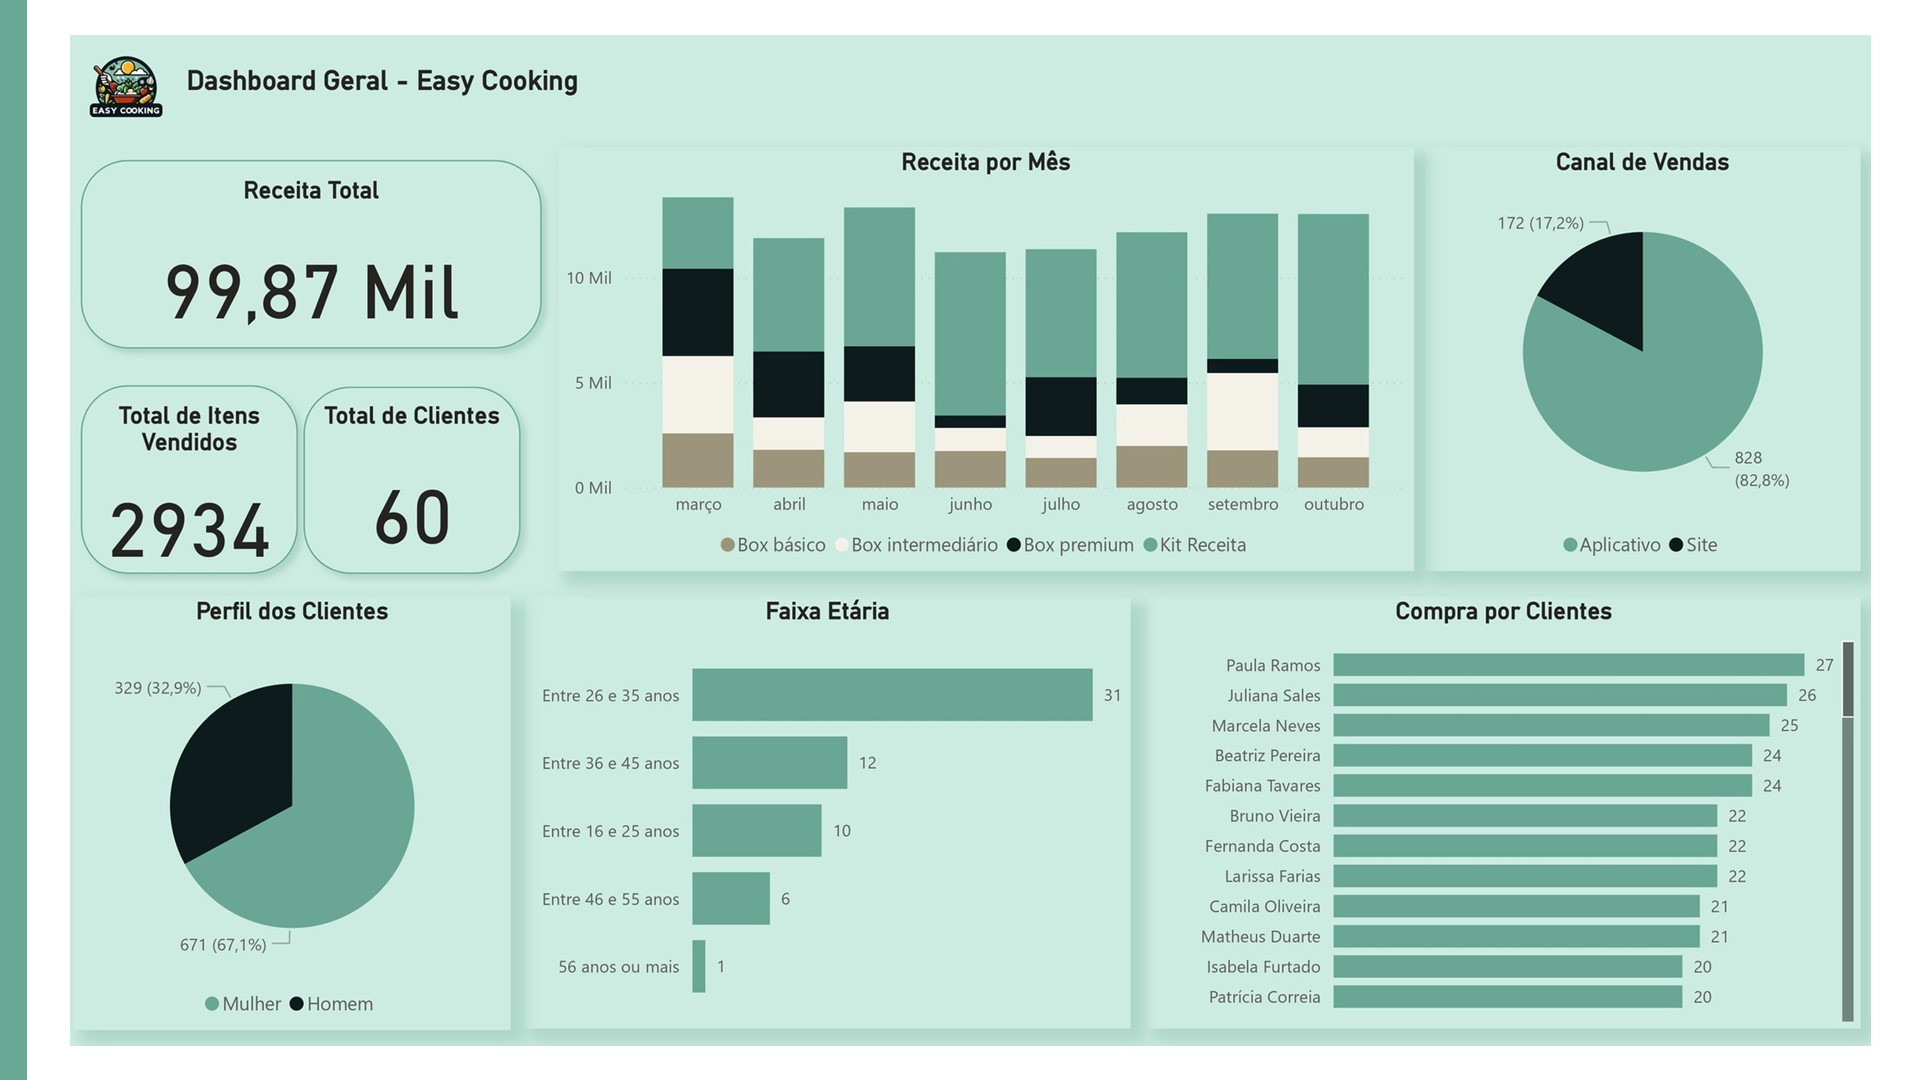 EASY COOKING
Dashboard Geral - Easy Cooking
Receita Total
99,87 Mil
Total de Itens
Vendidos
2934
Total de Clientes
60
Receita por Mês
10 Mil
5 Mil
0 Mil
março abril maio junho julho agosto setembro outubro
Box básico Box intermediário Box premium Kit Receita
Canal de Vendas
172 (17,2%)
828
(82,8%)
Aplicativo Site
Perfil dos Clientes
329 (32,9%)
671 (67,1%)
Mulher Homem
Faixa Etária
Entre 26 e 35 anos 31
Entre 36 e 45 anos 12
Entre 16 e 25 anos 10
Entre 46 e 55 anos 6
56 anos ou mais 1
Compra por Clientes
Paula Ramos 27
Juliana Sales 26
Marcela Neves 25
Beatriz Pereira 24
Fabiana Tavares 24
Bruno Vieira 22
Fernanda Costa 22
Larissa Farias 22
Camila Oliveira 21
Matheus Duarte 21
Isabela Furtado 20
Patrícia Correia 20